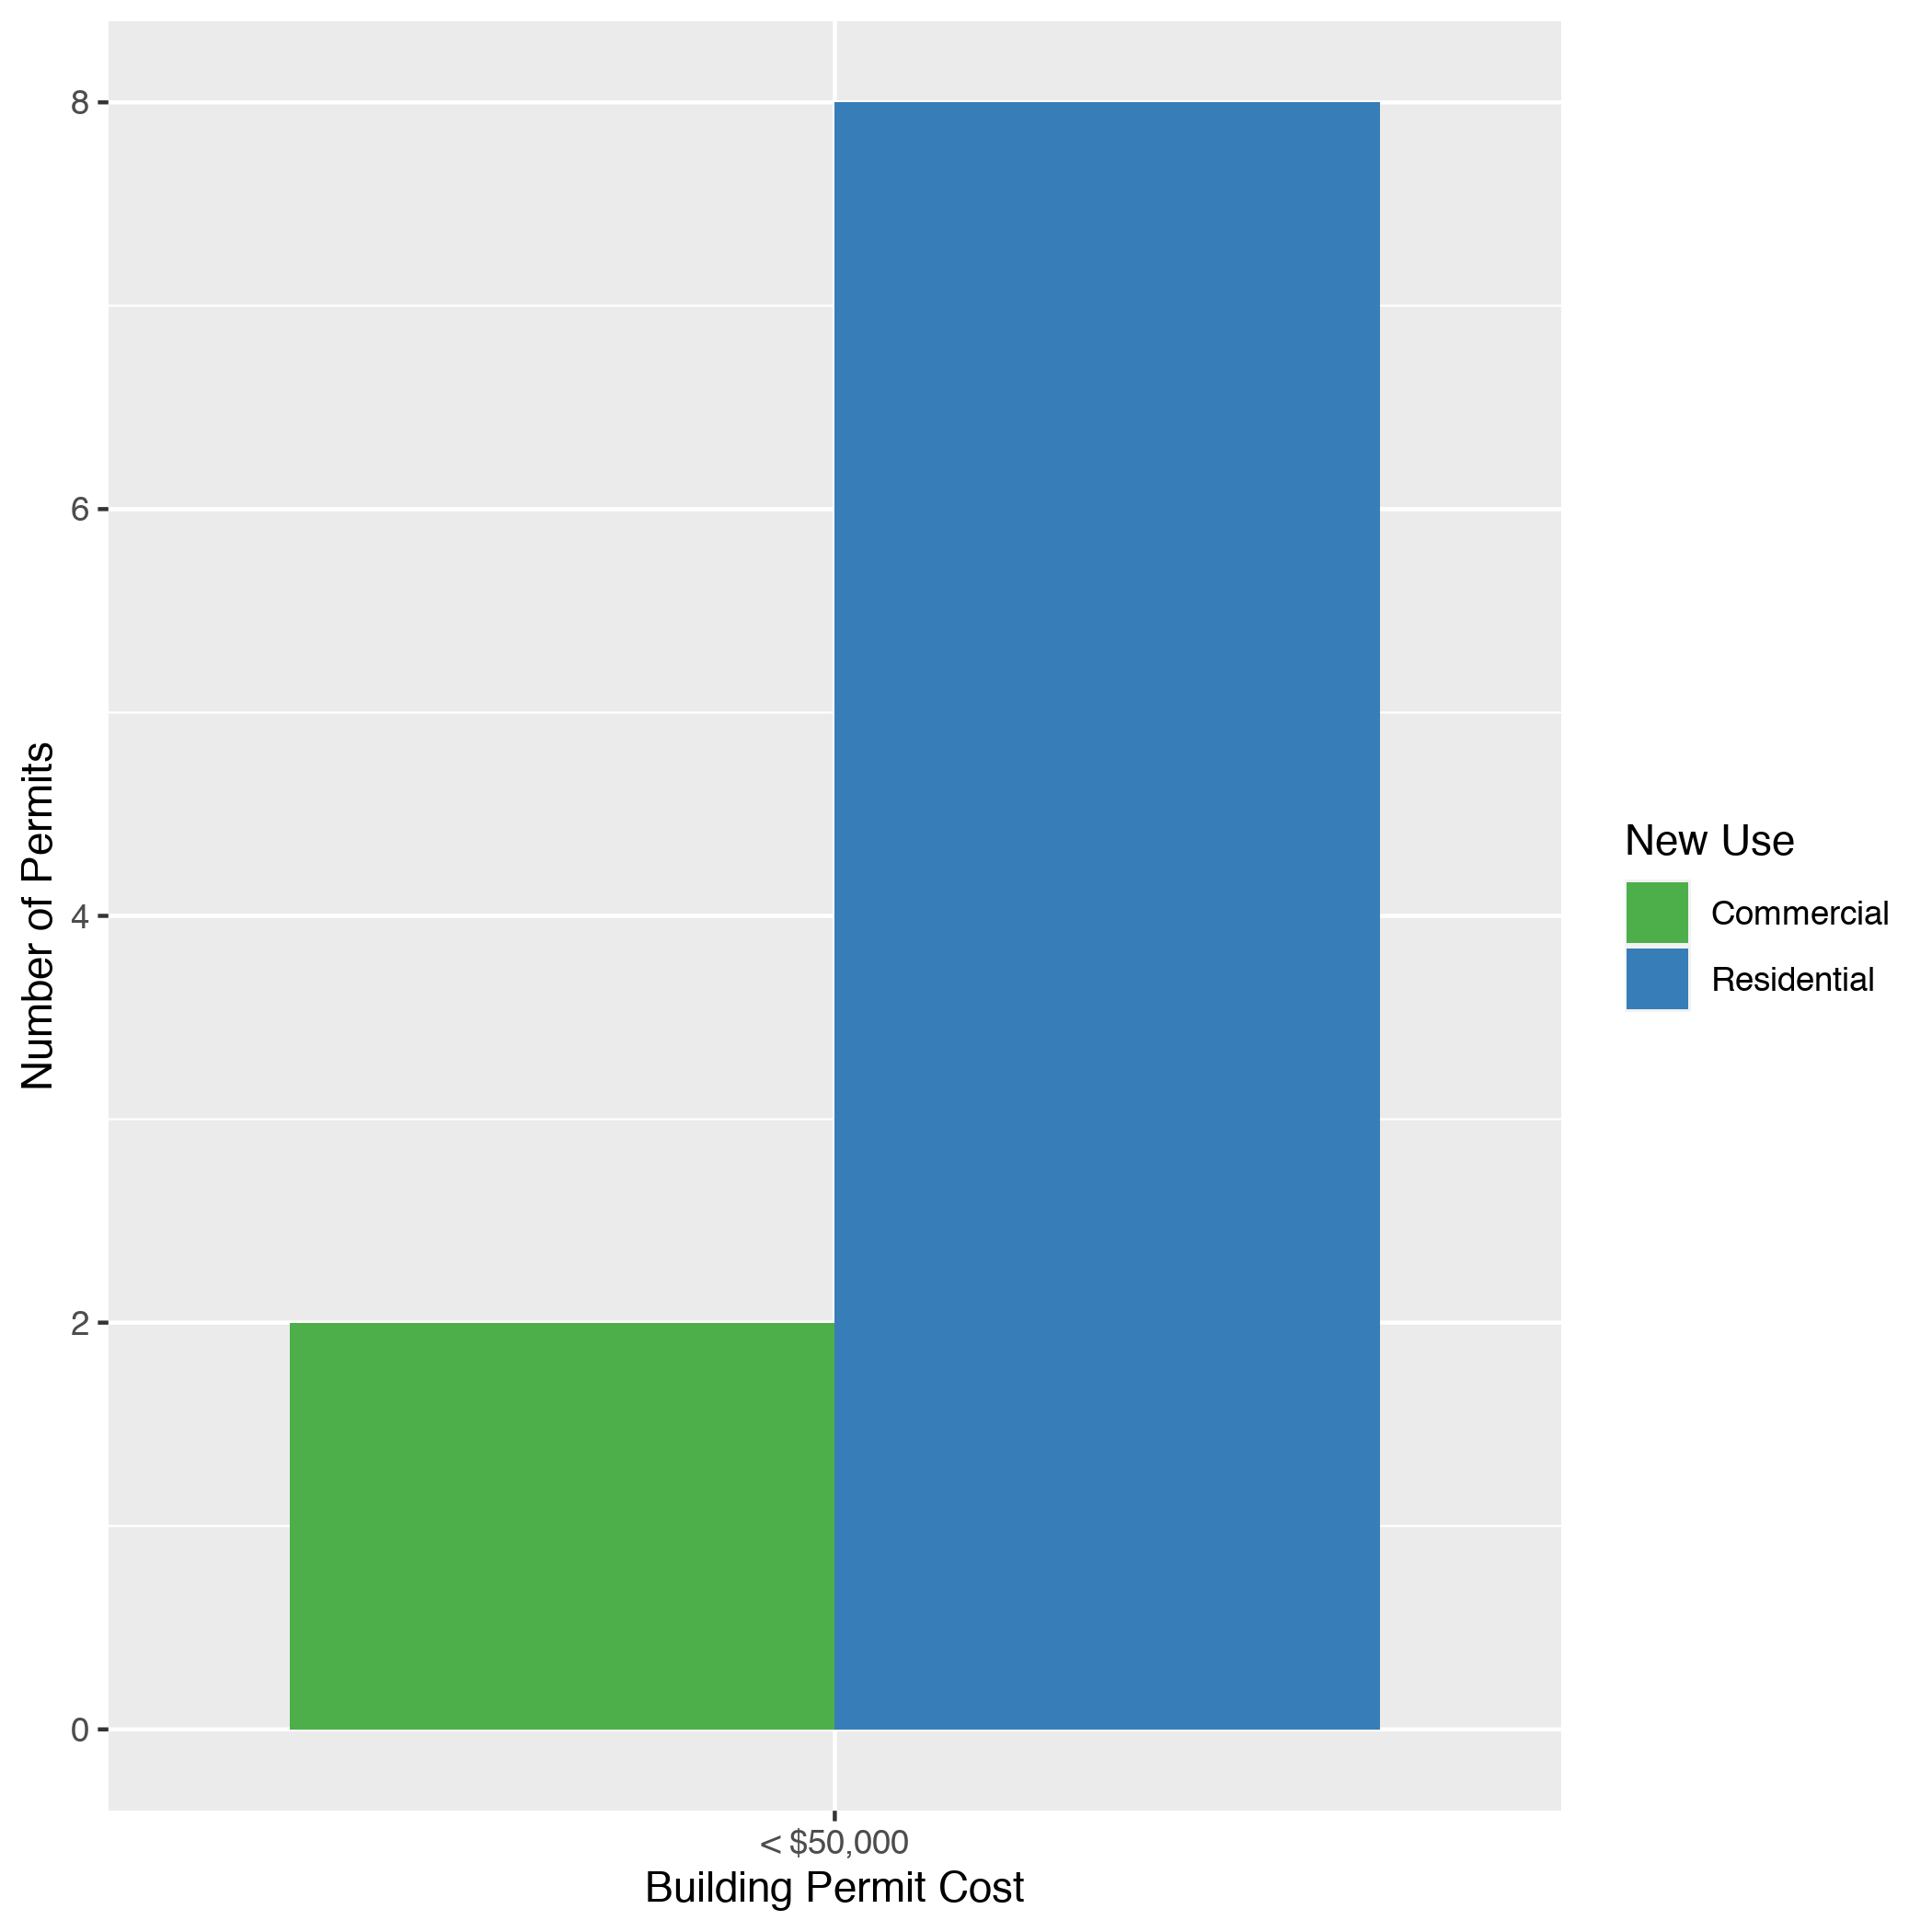 Number of Permits
8
6
4
2
0
< $50,000
Building Permit Cost
New Use
Commercial
Residential